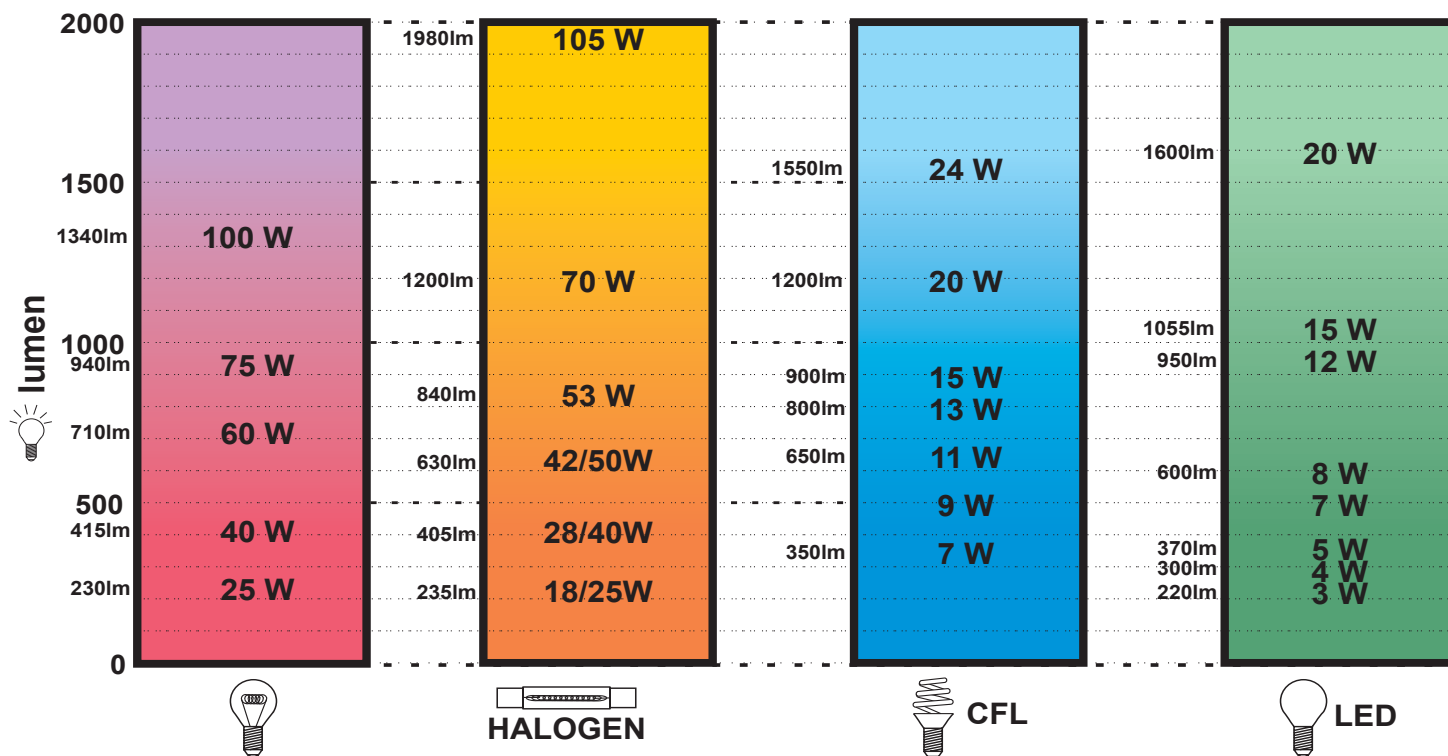 2000
1500
1340lm
1000
940lm
710lm
500
415lm
230lm
0
lumen
100 W
75 W
60 W
40 W
25 W
1980lm
1200lm
840lm
630lm
405lm
235lm
105 W
70 W
53 W
42/50W
28/40W
18/25W
HALOGEN
1550lm
1200lm
900lm
800lm
650lm
350lm
24 W
20 W
15 W
13 W
11 W
9 W
7 W
CFL
1600lm
1055lm
950lm
600lm
370lm
300lm
220lm
20 W
15 W
12 W
8 W
7 W
5 W
4 W
3 W
LED